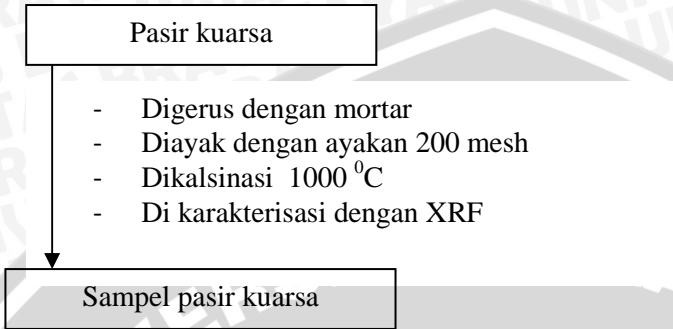 Pasir kuarsa
- Digerus dengan mortar
- Diayak dengan ayakan 200 mesh
- Dikalsinasi 1000 ⁰C
- Di karakterisasi dengan XRF
Sampel pasir kuarsa